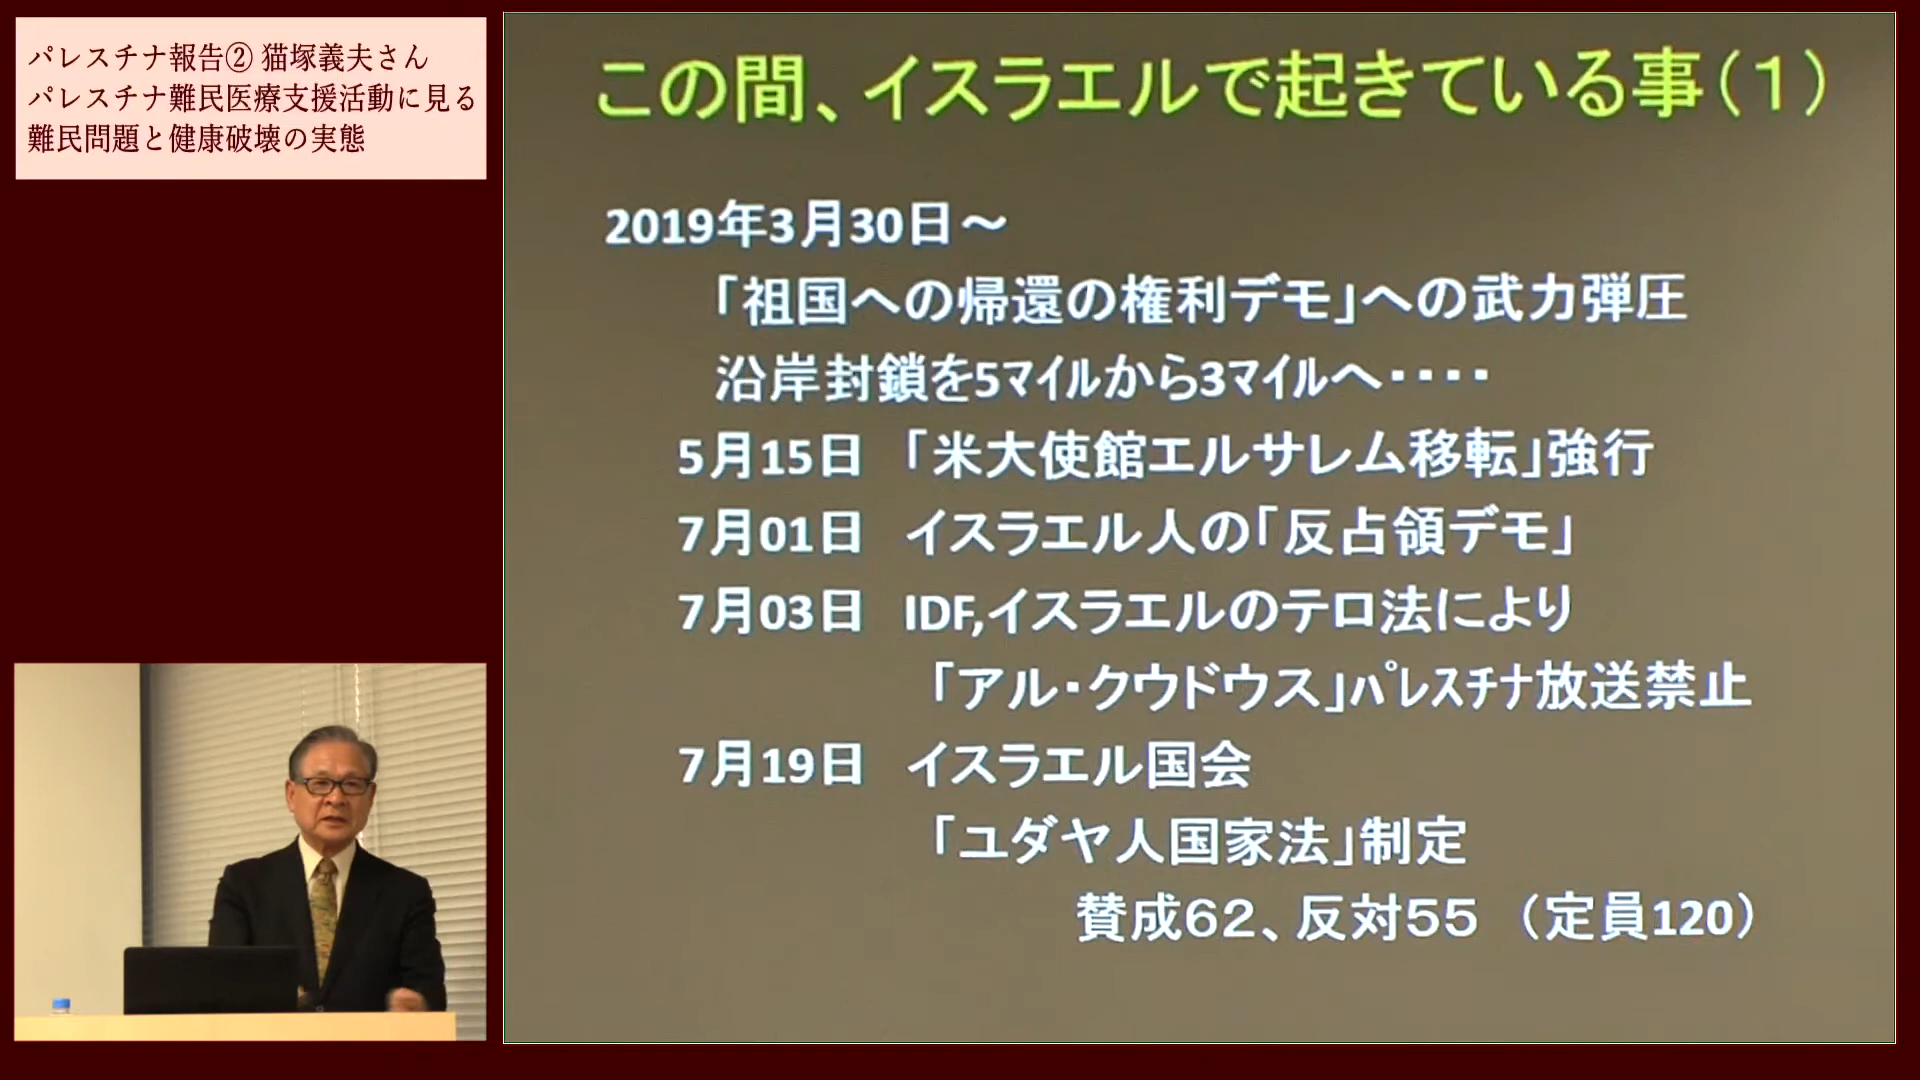 パレスチナ報告② 猫塚義夫さん
パレスチナ難民医療支援活動に見る
難民問題と健康破壊の実態
この間、イスラエルで起きている事（１）
2019年3月30日～
「祖国への帰還の権利デモ」への武力弾圧
沿岸封鎖を5ﾏｲﾙから3ﾏｲﾙへ・・・・
5月15日 「米大使館エルサレム移転」強行
7月01日 イスラエル人の「反占領デモ」
7月03日 IDF,イスラエルのテロ法により
「アル・クウドウス」ﾊﾟﾚｽﾁﾅ放送禁止
7月19日 イスラエル国会
「ユダヤ人国家法」制定
賛成６２、反対５５ （定員120）